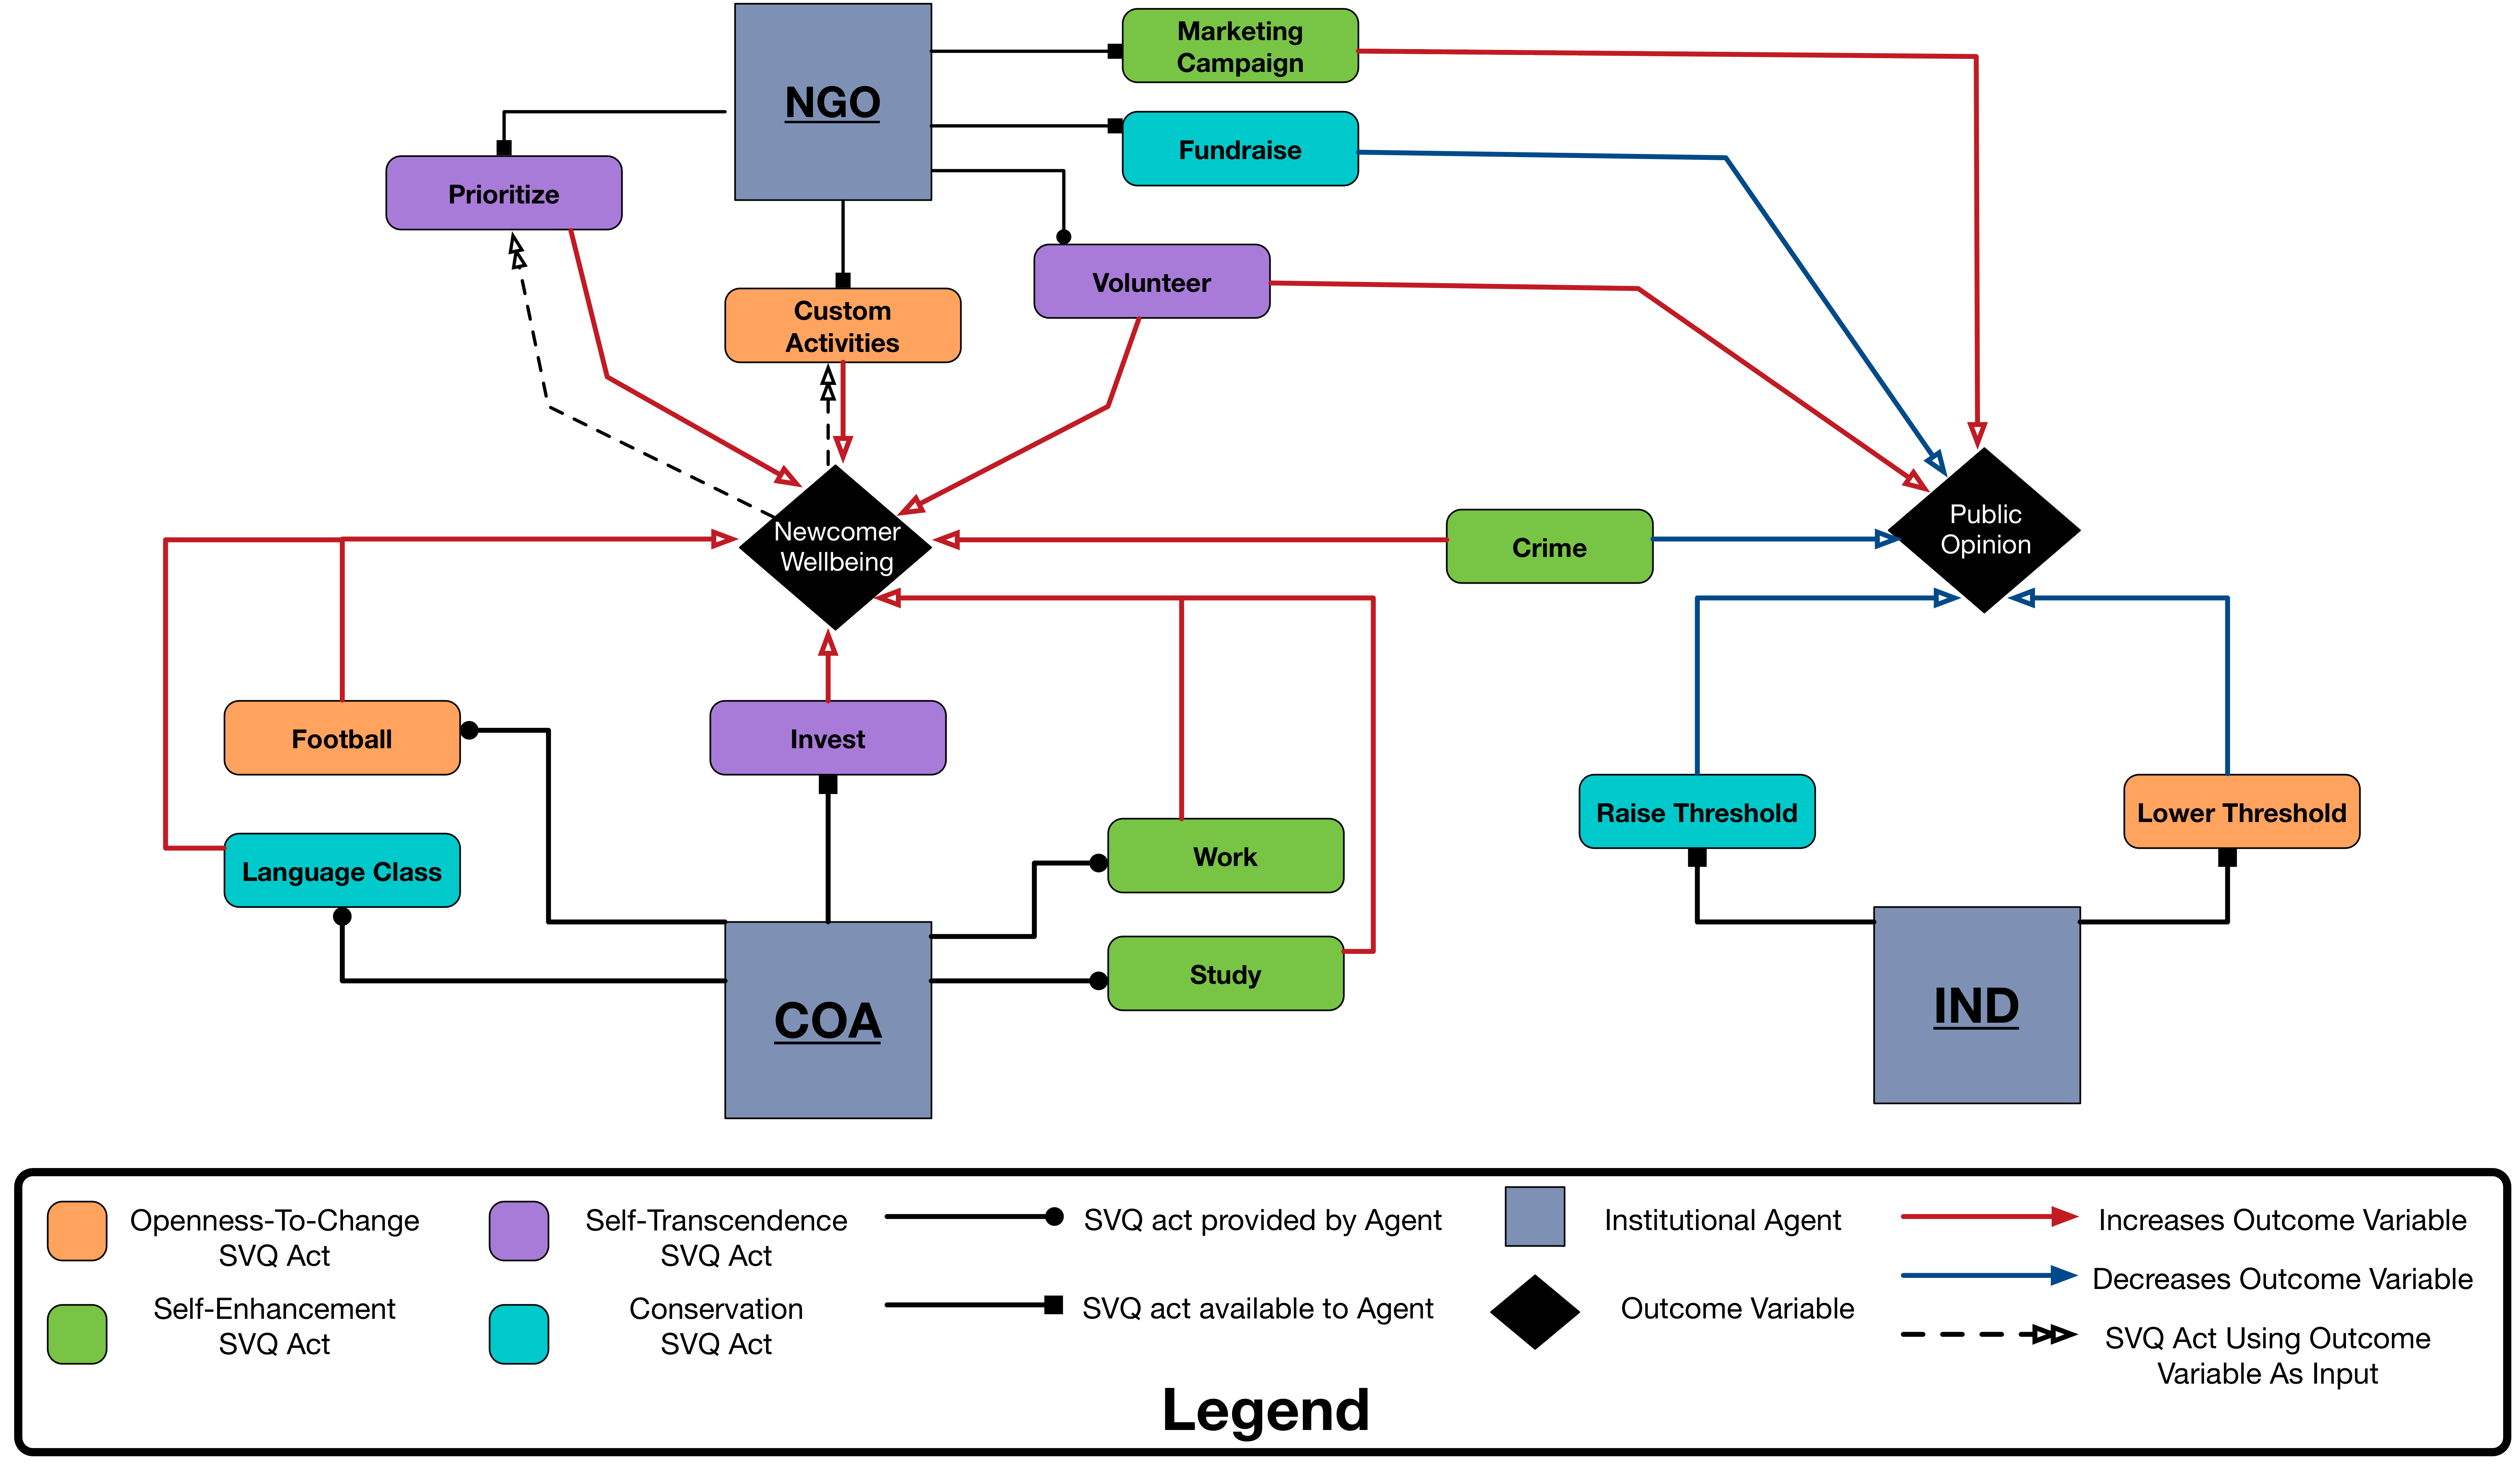 Marketing
Campaign
NGO
Fundraise
Prioritize
Volunteer
Custom
Activities
Newcomer
Wellbeing
Crime
Public
Opinion
Football
Invest
Raise Threshold
Lower Threshold
Language Class
Work
Study
COA
IND
Openness-To-Change
SVQ Act
Self-Transcendence
SVQ Act
SVQ act provided by Agent
Institutional Agent
Increases Outcome Variable
Decreases Outcome Variable
Self-Enhancement
SVQ Act
Conservation
SVQ Act
SVQ act available to Agent
Outcome Variable
SVQ Act Using Outcome
Variable As Input
Legend